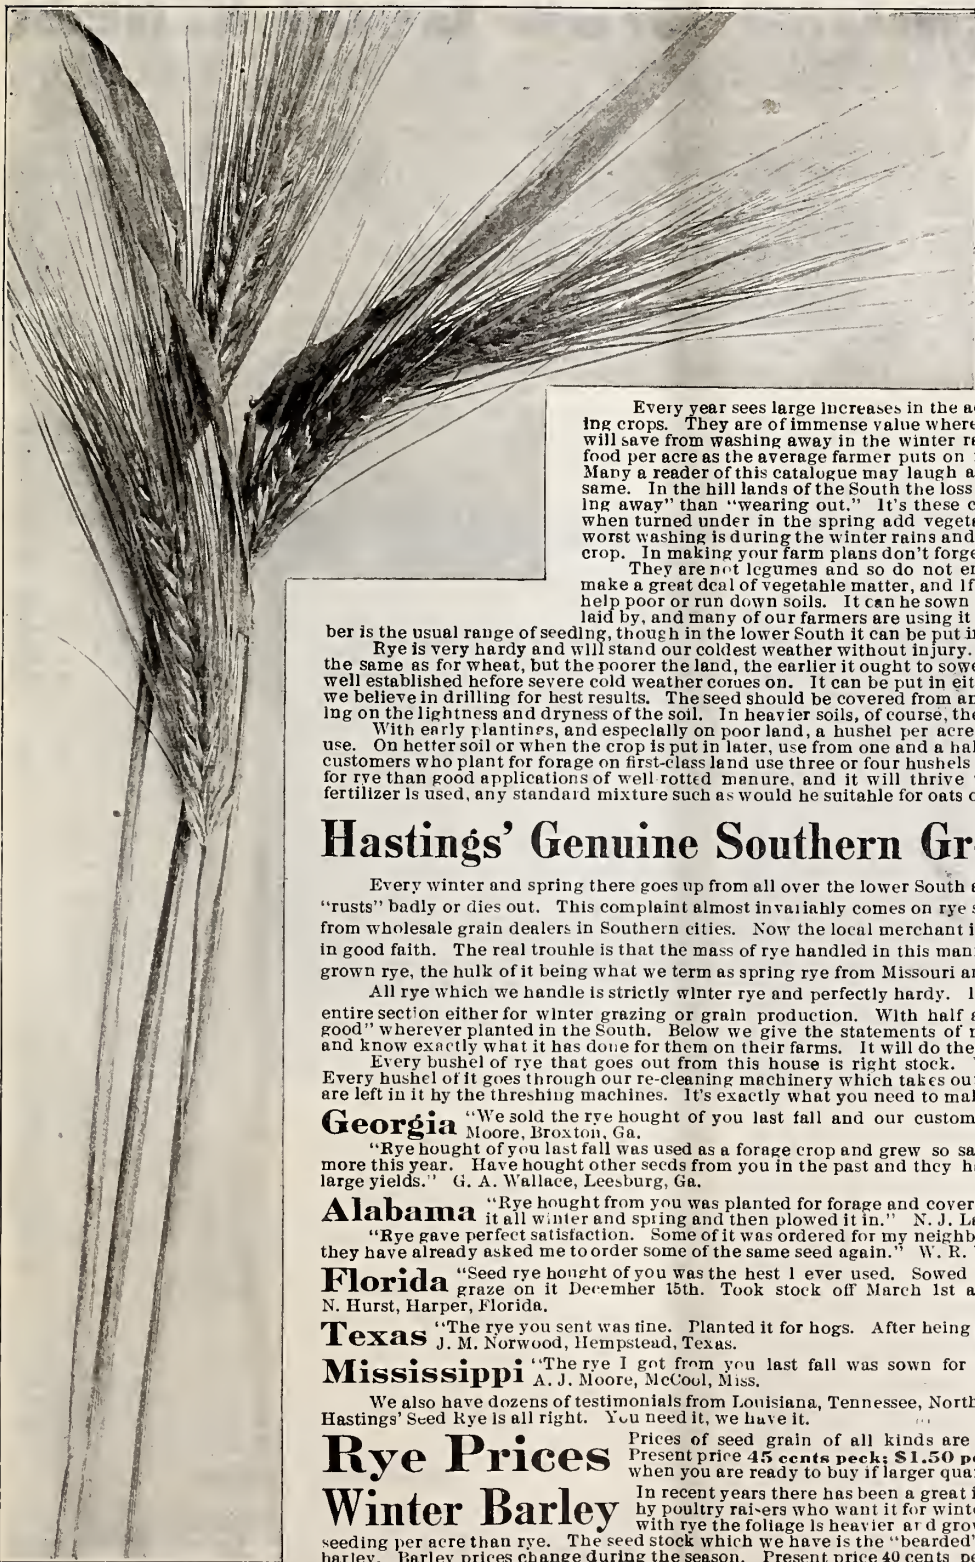 Every year sees large increases in the a
ing crops. They are of immense value where
will save from washing away in the winter r
food per acre as the average farmer puts on
Many a reader of this catalogue may laugh a
same. In the hill lands of the South the loss
ing away" than "wearing out." It's these c
when turned under in the spring add veget
worst washing is during the winter rains and
crop. In making your farm plans don't forge
They are not legumes and so do not en
make a great dcal of vegetable matter, and If
help poor or run down soils. It can he sown
laid by, and many of our farmers are using it
ber is the usual range of seeding, though in the lower South it can be put i
Rye is very hardy and will stand our coldest weather without injury.
the same as for wheat, but the poorer the land, the earlier it ought to sowe
well established hefore severe cold weather comes on. It can be put in eit
we believe in drilling for hest results. The seed should be covered from an
ing on the lightness and dryness of the soil. In heavier soils, of course, the
With early plantings, and especially on poor land, a hushel per acre
use. On hetter soil or when the crop is put in later, use from one and a hal
customers who plant for forage on first-class land use three or four hushels
for rye than good applications of well rotted manure, and it will thrive
fertilizer is used, any standard mixture such as would he suitable for oats o
Hastings' Genuine Southern Gr
Every winter and spring there goes up from all over the lower South a
"rusts" badly or dies out. This complaint almost invariahly comes on rye s
from wholesale grain dealers in Southern cities. Now the local merchant i
in good faith. The real trouhle is that the mass of rye handled in this man
grown rye, the hulk of it being what we term as spring rye from Missouri a
All rye which we handle is strictly winter rye and perfectly hardy. I
entire section either for winter grazing or grain production. With half a
good" wherever planted in the South. Below we give the statements of r
and know exactly what it has done for them on their farms. It will do the
Every bushel of rye that goes out from this house is right stock.
Every hushel of it goes through our re-cleaning machinery which takes ou
are left in it hy the threshing machines. It's exactly what you need to mal
Georgia "We sold the rye hought of you last fall and our custom
Moore, Broxton, Ga.
"Rye hought of you last fall was used as a forage crop and grew so sa
more this year. Have hought other seeds from you in the past and they h
large yields." G. A. Wallace, Leesburg, Ga.
Alabama "Rye hought from you was planted for forage and cover
it all winter and spring and then plowed it in." N. J. L
"Rye gave perfect satisfaction. Some of it was ordered for my neighb
they have already asked me to order some of the same seed again." W. R.
Florida "Seed rye hought of you was the hest I ever used. Sowed
graze on it Decemher 15th. Took stock off March 1st a
N. Hurst, Harper, Florida.
Texas "The rye you sent was fine. Planted it for hogs. After heing
J. M. Norwood, Hempstead, Texas.
Mississippi "The rye I got from you last fall was sown for
A. J. Moore, McCool, Miss.
We also have dozens of testimonials from Louisiana, Tennessee, North
Hastings' Seed Rye is all right. You need it, we have it.
Rye Prices Prices of seed grain of all kinds are
Present price 45 cents peck; $1.50 p
when you are ready to buy if larger qua
Winter Barley In recent years there has been a great i
hy poultry raisers who want it for wint
with rye the foliage is heavier and grov
seeding per acre than rye. The seed stock which we have is the "bearded"
barley. Barley prices change during the season. Present price 40 cents